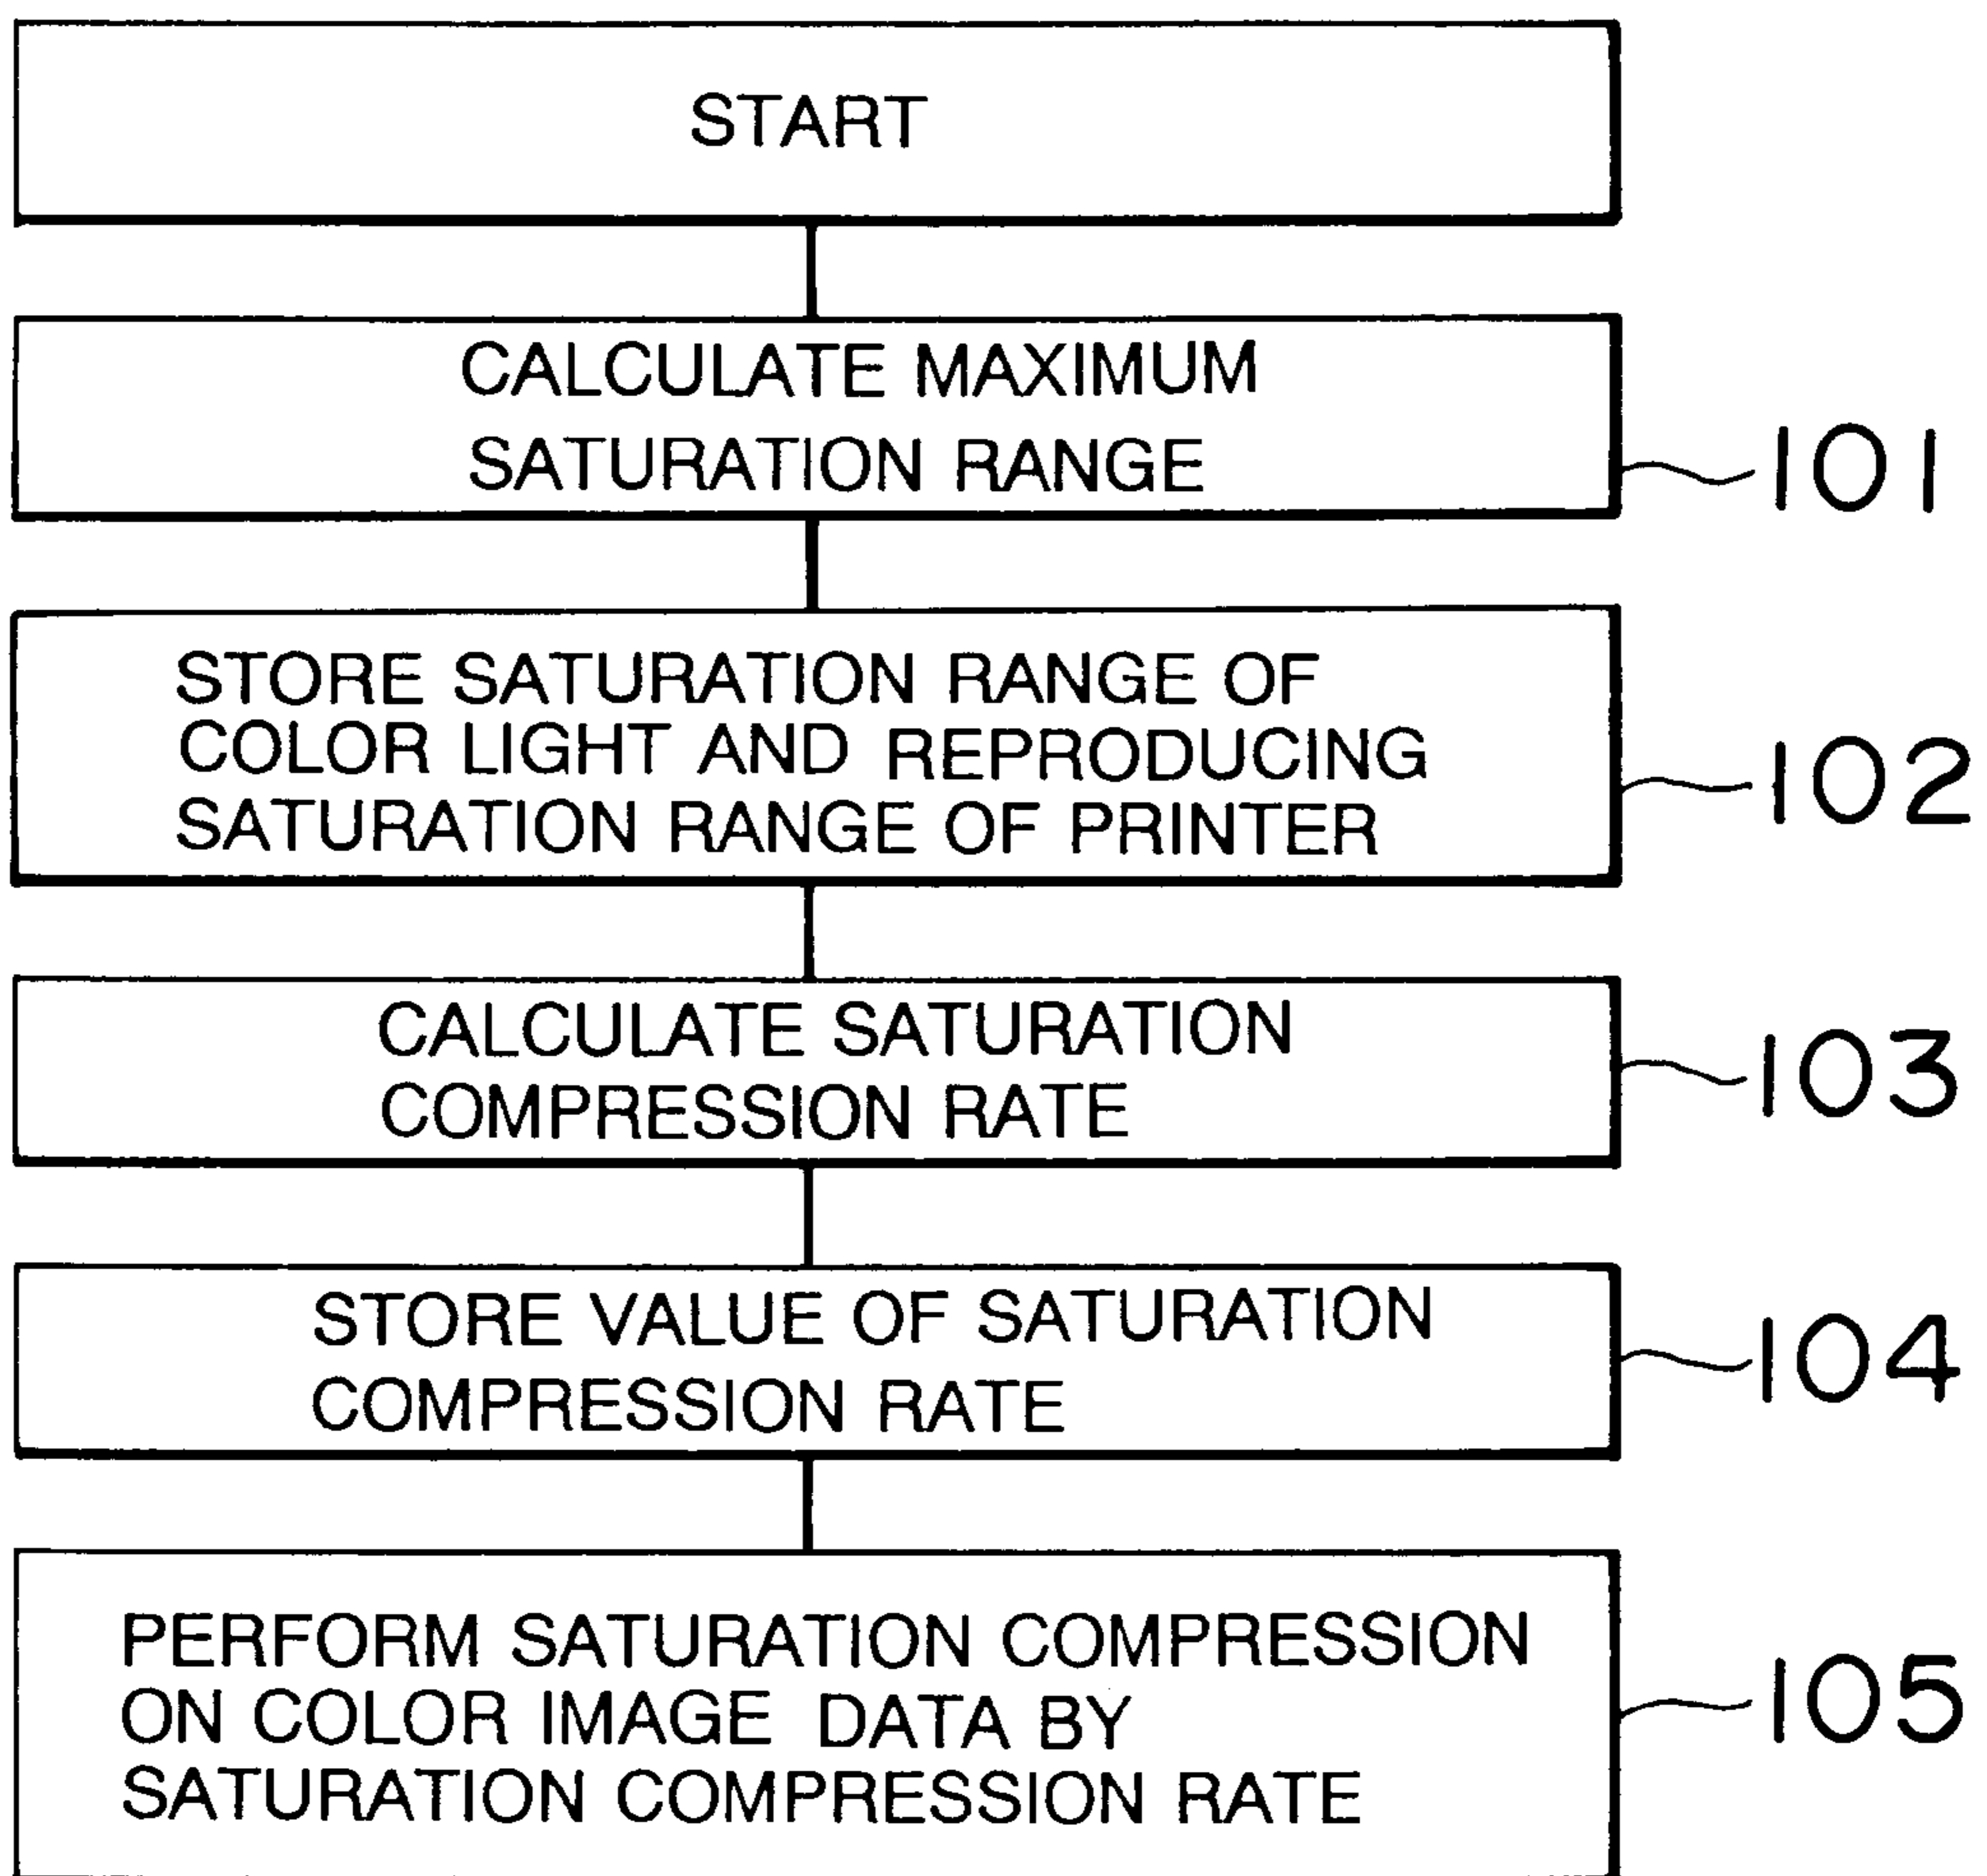 START
CALCULATE MAXIMUM
SATURATION RANGE
101
STORE SATURATION RANGE OF
COLOR LIGHT AND REPRODUCING
SATURATION RANGE OF PRINTER
102
CALCULATE SATURATION
COMPRESSION RATE
103
STORE VALUE OF SATURATION
COMPRESSION RATE
104
PERFORM SATURATION COMPRESSION
ON COLOR IMAGE DATA BY
SATURATION COMPRESSION RATE
105